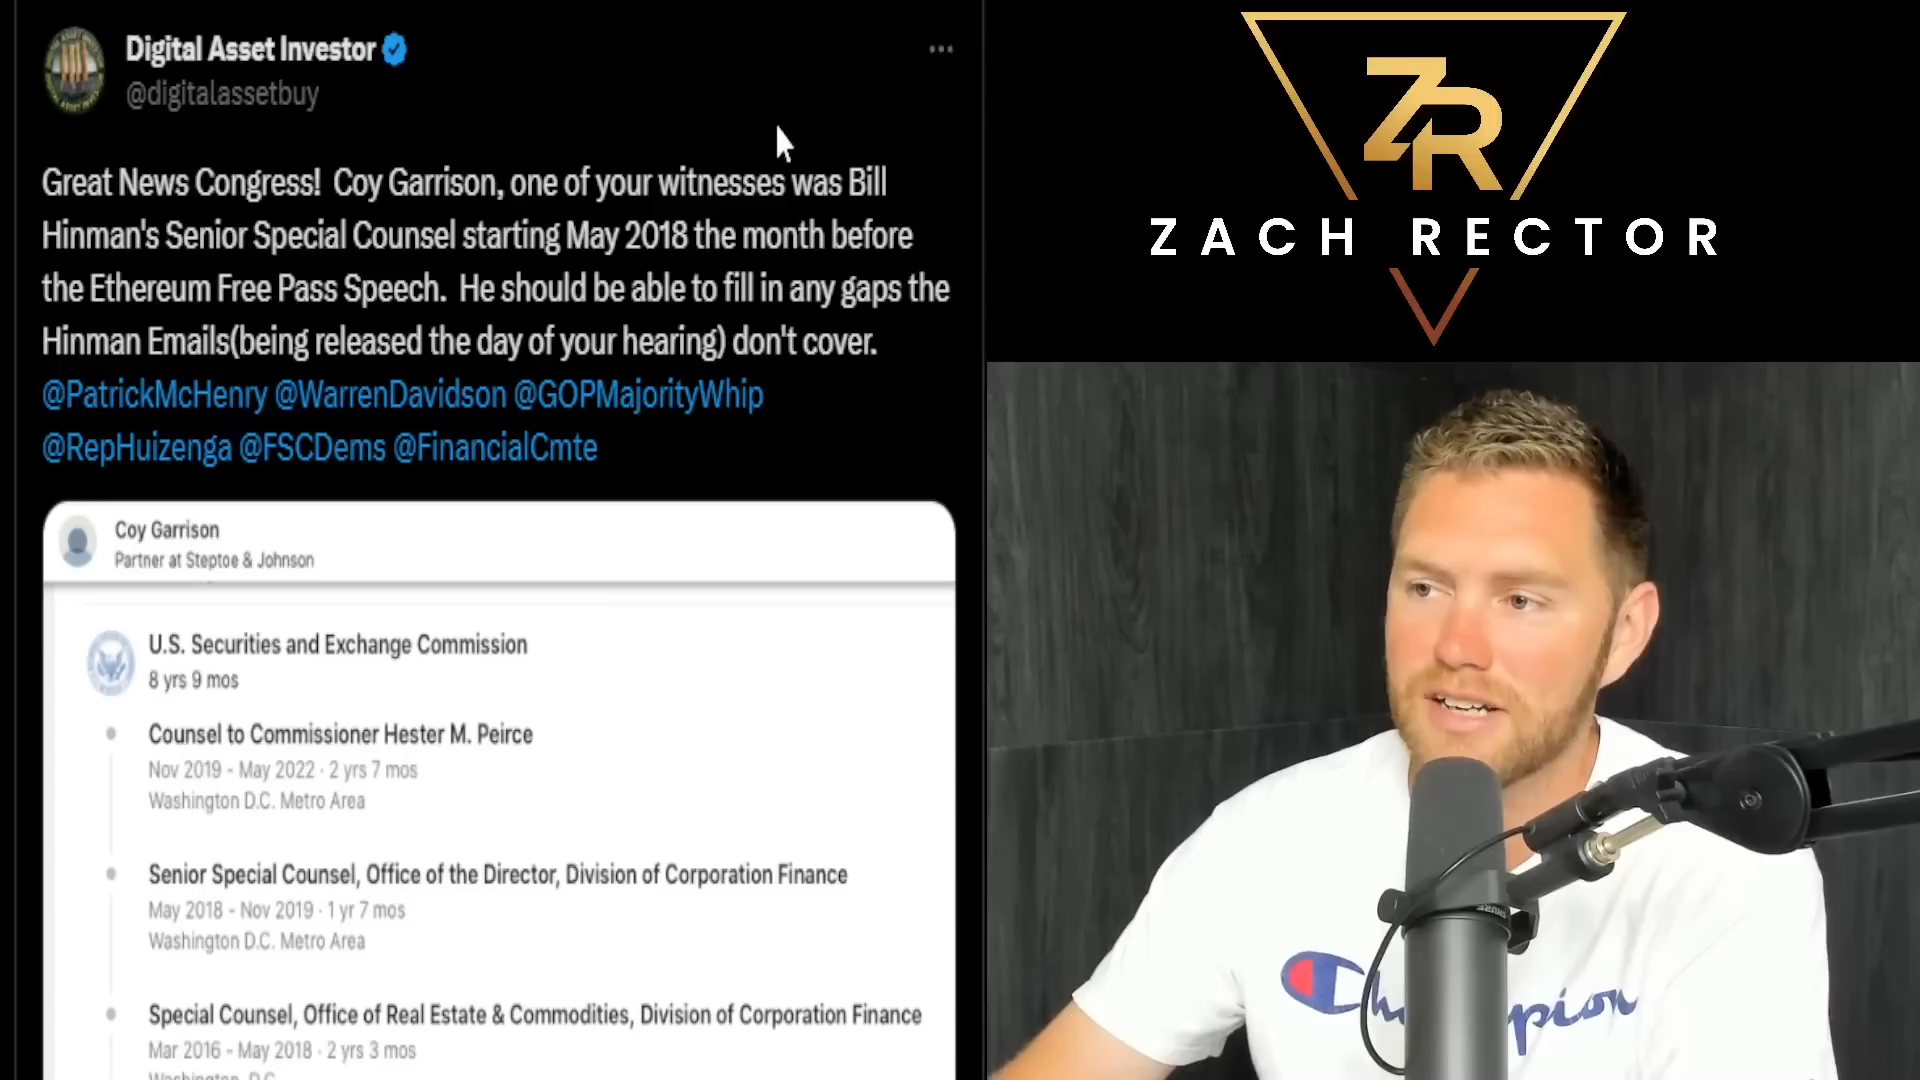 Digital Asset Investor
@digitalassetbuy
Great News Congress! Coy Garrison, one of your witnesses was Bill
Hinman's Senior Special Counsel starting May 2018 the month before
the Ethereum Free Pass Speech. He should be able to fill in any gaps the
Hinman Emails(being released the day of your hearing) don't cover.
@PatrickMcHenry @WarrenDavidson @GOPMajorityWhip
@RepHuizenga @FSCDems @FinancialCmte
Coy Garrison
Partner at Steptoe & Johnson
U.S. Securities and Exchange Commission
8 yrs 9 mos
Counsel to Commissioner Hester M. Peirce
Nov 2019 - May 2022 · 2 yrs 7 mos
Washington D.C. Metro Area
Senior Special Counsel, Office of the Director, Division of Corporation Finance
May 2018 - Nov 2019 · 1 yr 7 mos
Washington D.C. Metro Area
Special Counsel, Office of Real Estate & Commodities, Division of Corporation Finance
Mar 2016 - May 2018 · 2 yrs 3 mos
Washington, D.C.
ZR
ZACH RECTOR
SHURE
Champion